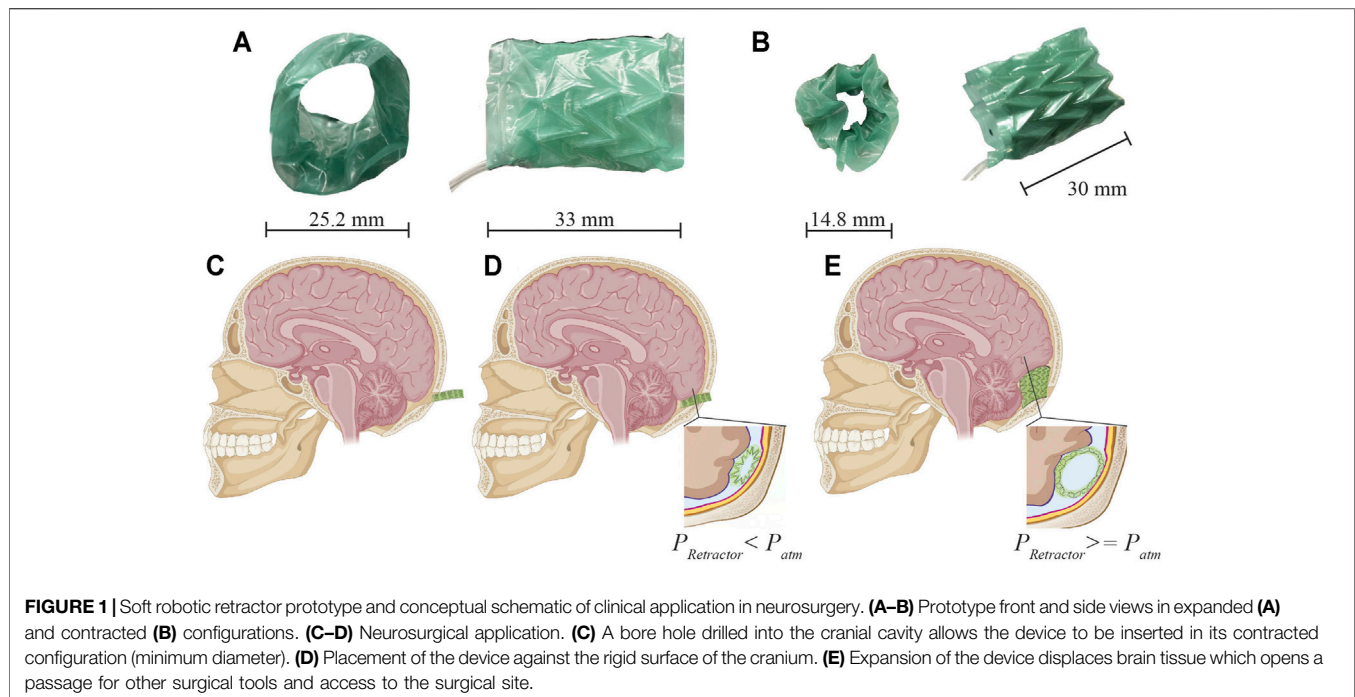 A
B
30 mm
25.2 mm
33 mm
14.8 mm
C
D
E
P_Retractor < P_atm
P_Retractor >= P_atm
FIGURE 1 | Soft robotic retractor prototype and conceptual schematic of clinical application in neurosurgery. (A–B) Prototype front and side views in expanded (A)
and contracted (B) configurations. (C–D) Neurosurgical application. (C) A bore hole drilled into the cranial cavity allows the device to be inserted in its contracted
configuration (minimum diameter). (D) Placement of the device against the rigid surface of the cranium. (E) Expansion of the device displaces brain tissue which opens a
passage for other surgical tools and access to the surgical site.